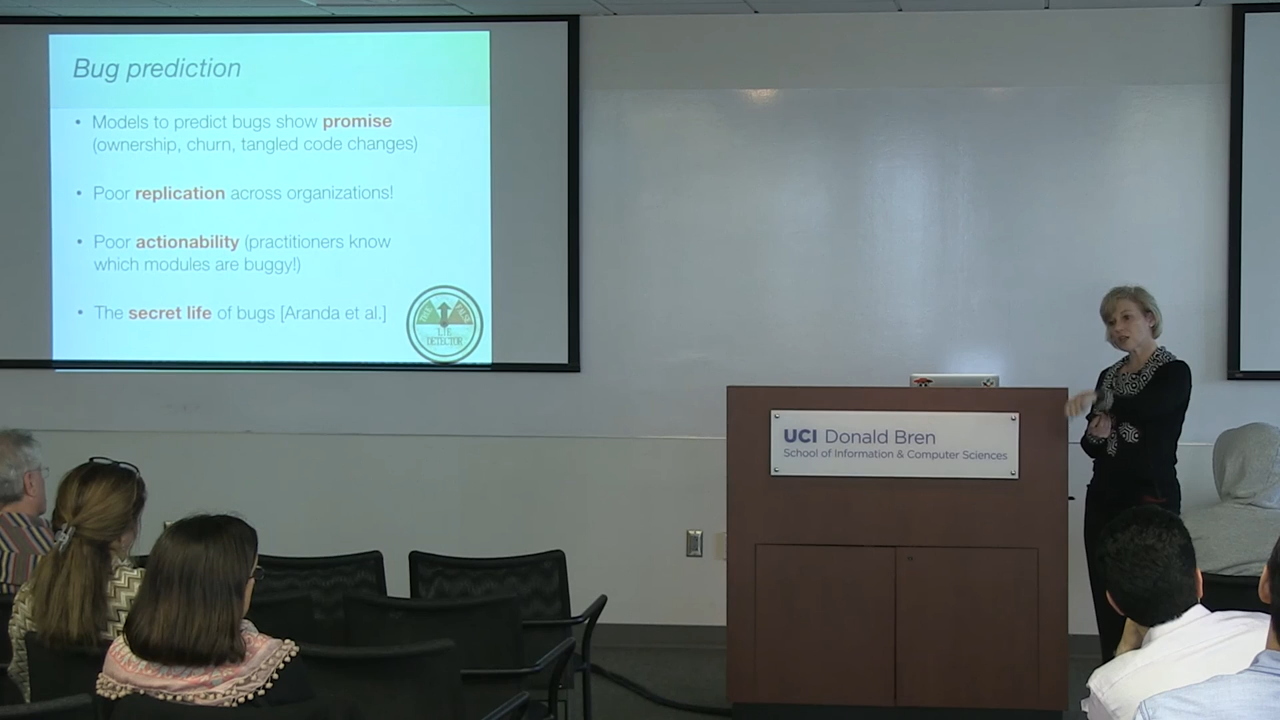 Bug prediction
• Models to predict bugs show promise
(ownership, churn, tangled code changes)
• Poor replication across organizations!
• Poor actionability (practitioners know
which modules are buggy!)
• The secret life of bugs [Aranda et al.]
LIE
DETECTOR
UCI Donald Bren
School of Information & Computer Sciences